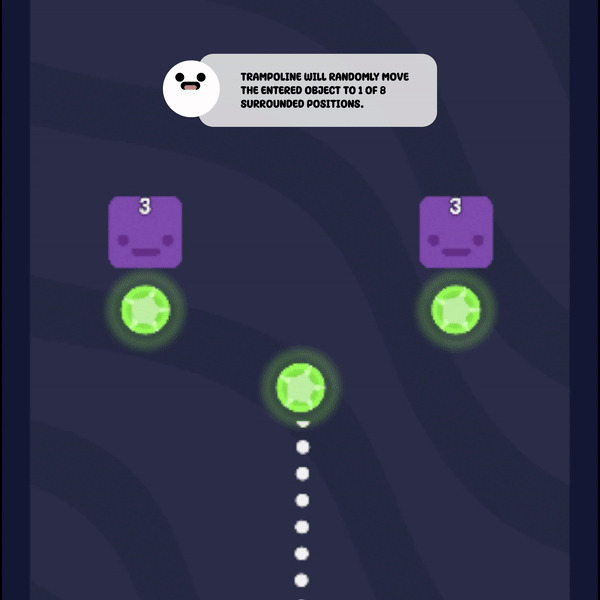 TRAMPOLINE WILL RANDOMLY MOVE
THE ENTERED OBJECT TO 1 OF 8
SURROUNDED POSITIONS.
3 3